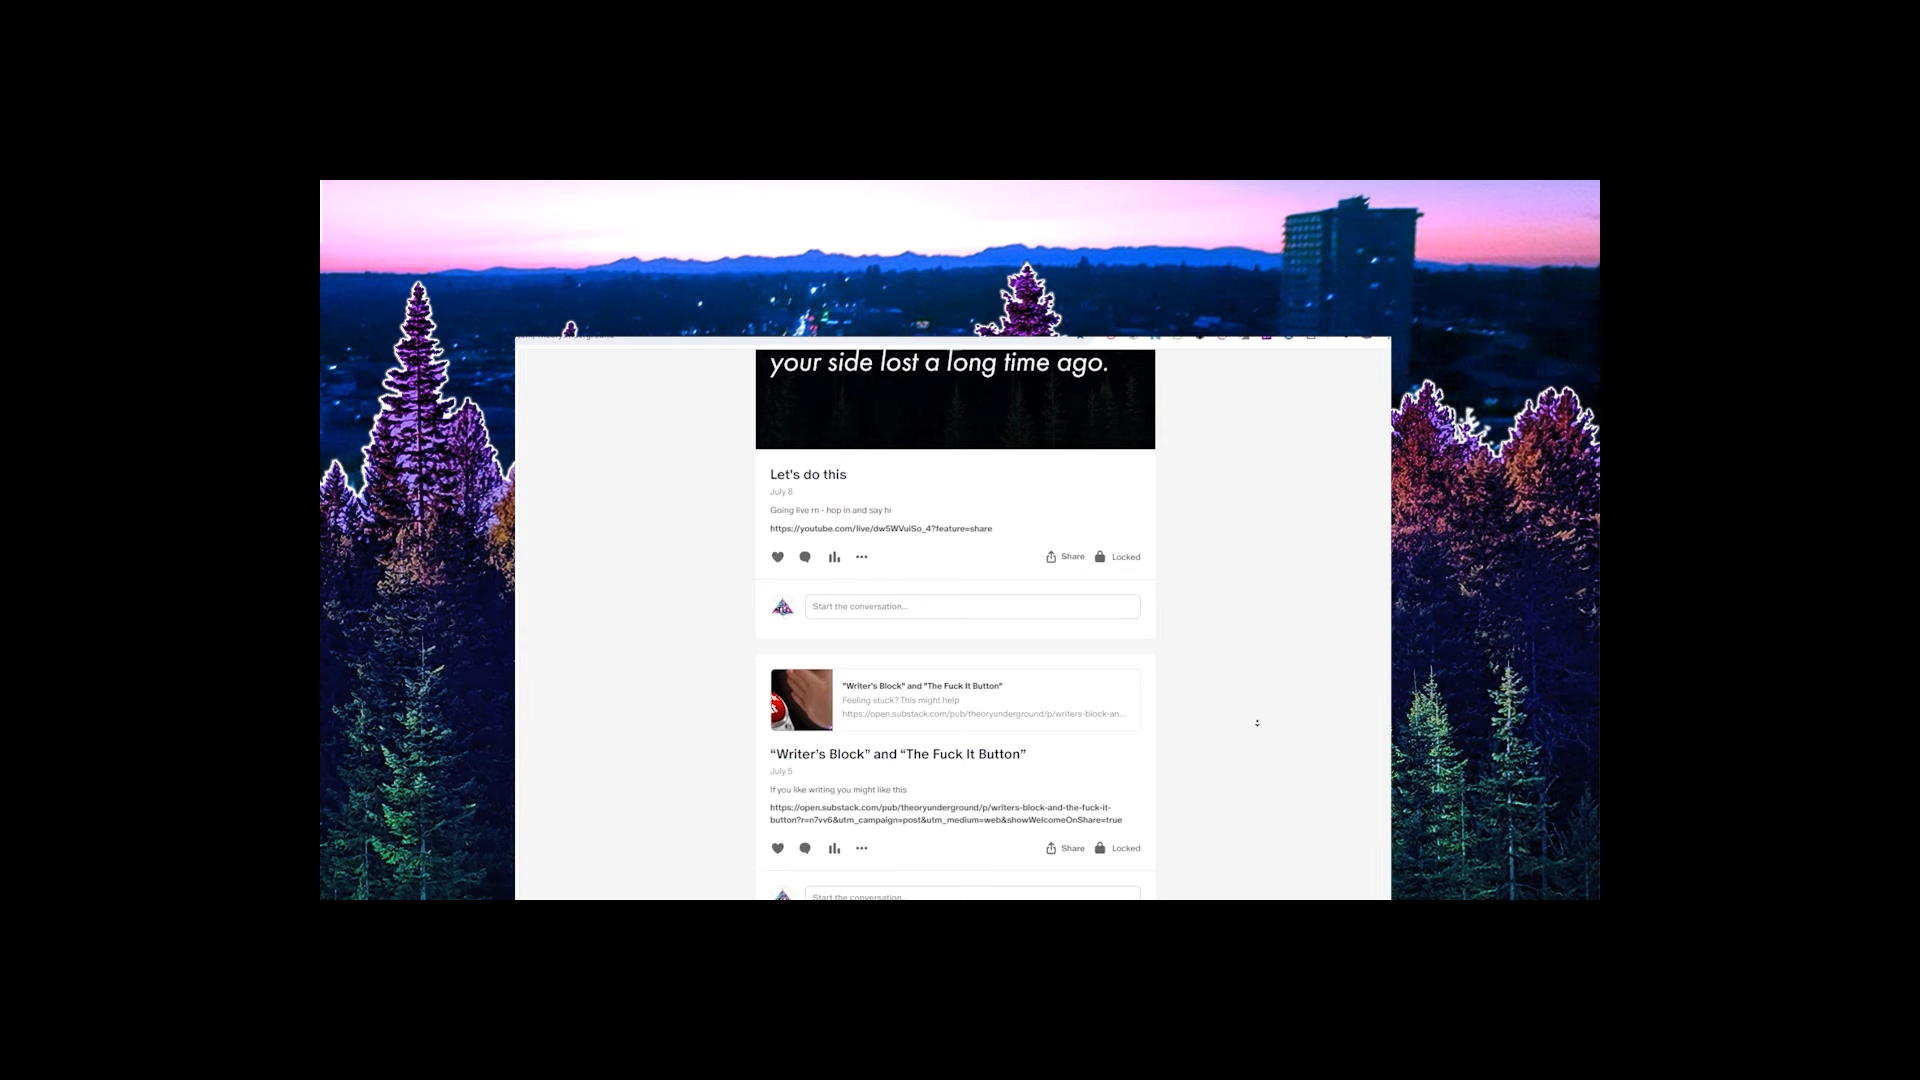 your side lost a long time ago.
Let's do this
July 8
Going live rn - hop in and say hi
https://youtube.com/live/dw5WVuiSo_4?feature=share
Share
Locked
Start the conversation...
"Writer's Block" and "The Fuck It Button"
Feeling stuck? This might help
https://open.substack.com/pub/theoryunderground/p/writers-block-an...
“Writer’s Block” and “The Fuck It Button”
July 5
If you like writing you might like this
https://open.substack.com/pub/theoryunderground/p/writers-block-and-the-fuck-it-
button?r=n7vv6&utm_campaign=post&utm_medium=web&showWelcomeOnShare=true
Share
Locked
Start the conversation...